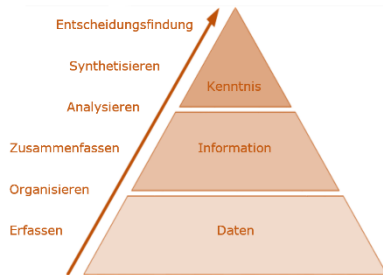 Entscheidungsfindung
Synthetisieren
Kenntnis
Analysieren
Zusammenfassen
Information
Organisieren
Erfassen
Daten